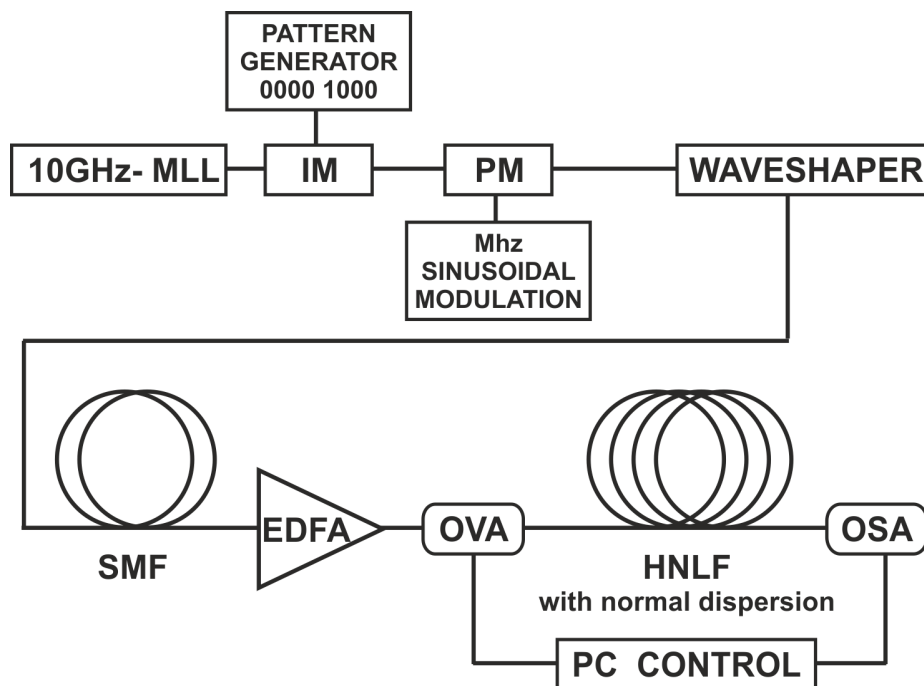 PATTERN
GENERATOR
0000 1000
10GHz- MLL
IM
PM
WAVESHAPER
Mhz
SINUSOIDAL
MODULATION
EDFA
OVA
OSA
SMF
HNLF
with normal dispersion
PC CONTROL